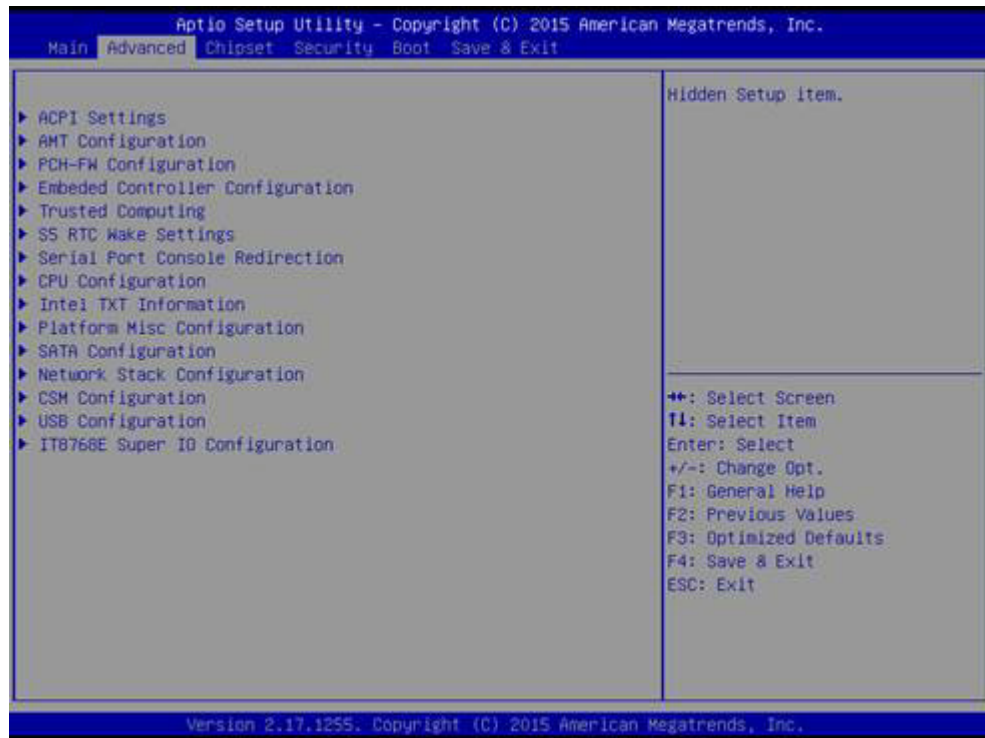 Aptio Setup Utility – Copyright (C) 2015 American Megatrends, Inc.
Main Advanced Chipset Security Boot Save & Exit
Hidden Setup item.
ACPI Settings
AMT Configuration
PCH-FW Configuration
Embeded Controller Configuration
Trusted Computing
S5 RTC Wake Settings
Serial Port Console Redirection
CPU Configuration
Intel TXT Information
Platform Misc Configuration
SATA Configuration
Network Stack Configuration
CSM Configuration
USB Configuration
IT8768E Super IO Configuration
→←: Select Screen
↑↓: Select Item
Enter: Select
+/-: Change Opt.
F1: General Help
F2: Previous Values
F3: Optimized Defaults
F4: Save & Exit
ESC: Exit
Version 2.17.1255. Copyright (C) 2015 American Megatrends, Inc.